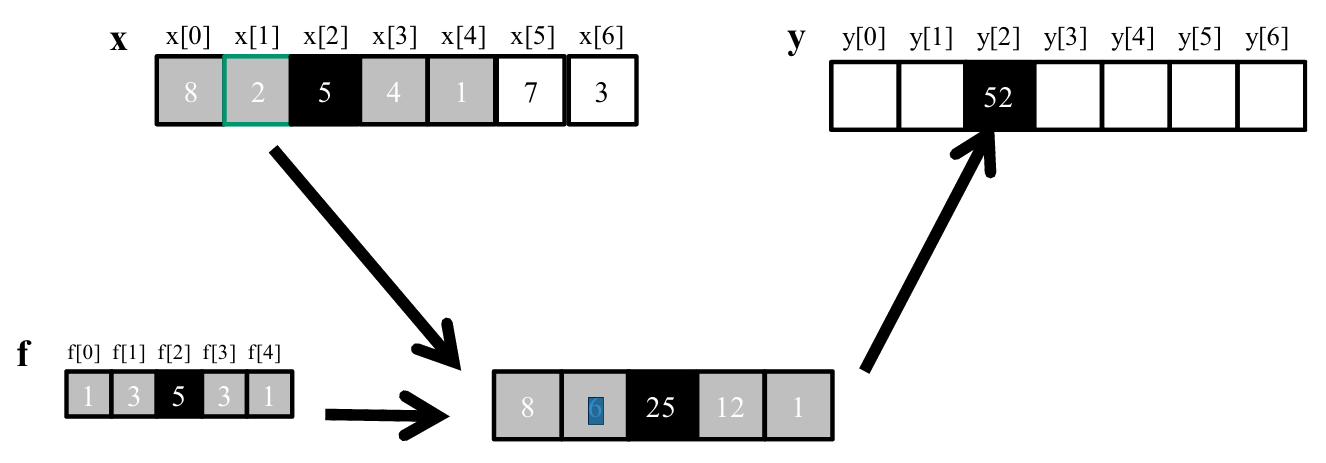 x x[0] x[1] x[2] x[3] x[4] x[5] x[6]
8 2 5 4 1 7 3
y y[0] y[1] y[2] y[3] y[4] y[5] y[6]
52
f f[0] f[1] f[2] f[3] f[4]
1 3 5 3 1
8 6 25 12 1